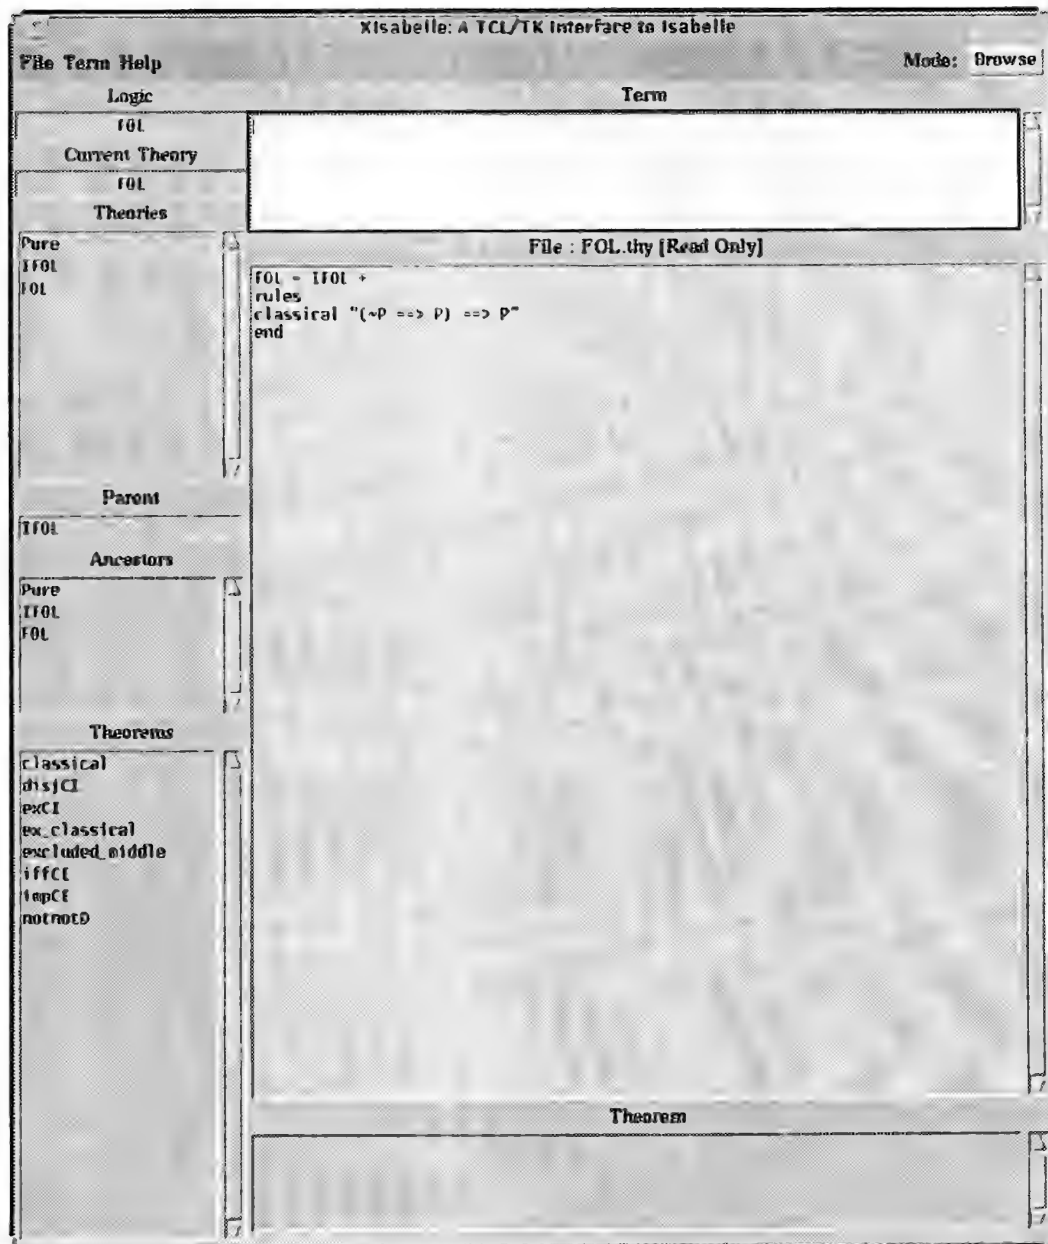 XIsabelle: A TCL/TK Interface to Isabelle
File Term Help
Mode: Browse
Logic
FOL
Current Theory
FOL
Theories
Pure
IFOL
FOL
Parent
IFOL
Ancestors
Pure
IFOL
FOL
Theorems
classical
disjCI
exCI
ex_classical
excluded_middle
iffCE
impCE
notnotD
Term
File : FOL.thy [Read Only]
FOL = IFOL +
rules
classical "(~P ==> P) ==> P"
end
Theorem